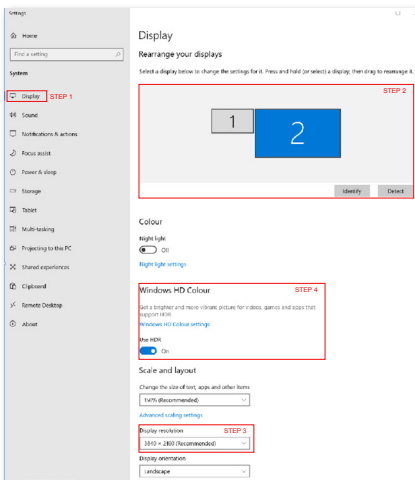 Settings
Home
Find a setting
System
Display STEP 1
Sound
Notifications & actions
Focus assist
Power & sleep
Storage
Tablet
Multi-tasking
Projecting to this PC
Shared experiences
Clipboard
Remote Desktop
About
Display
Rearrange your displays
Select a display below to change the settings for it. Press and hold (or select) a display, then drag to rearrange it.
STEP 2
1 2
Identify Detect
Colour
Night light
Off
Night light settings
Windows HD Colour STEP 4
Get a brighter and more vibrant picture for videos, games and apps that
support HDR.
Windows HD Colour settings
Use HDR
On
Scale and layout
Change the size of text, apps and other items
150% (Recommended)
Advanced scaling settings
Display resolution STEP 3
3840 × 2160 (Recommended)
Display orientation
Landscape